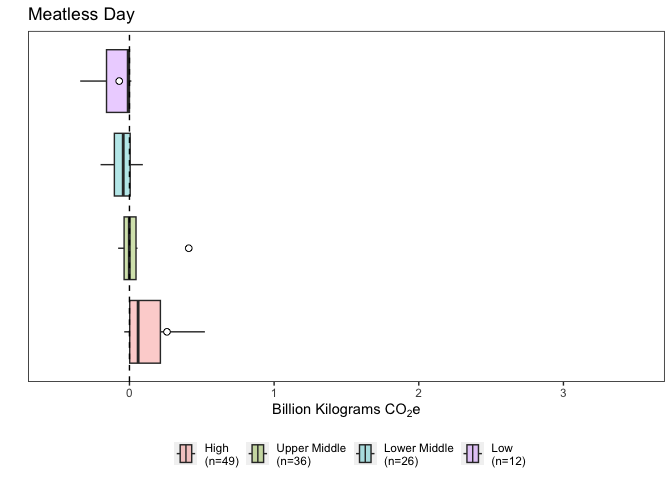 Meatless Day
0 1 2 3
Billion Kilograms CO₂e
High Upper Middle Lower Middle Low
(n=49) (n=36) (n=26) (n=12)